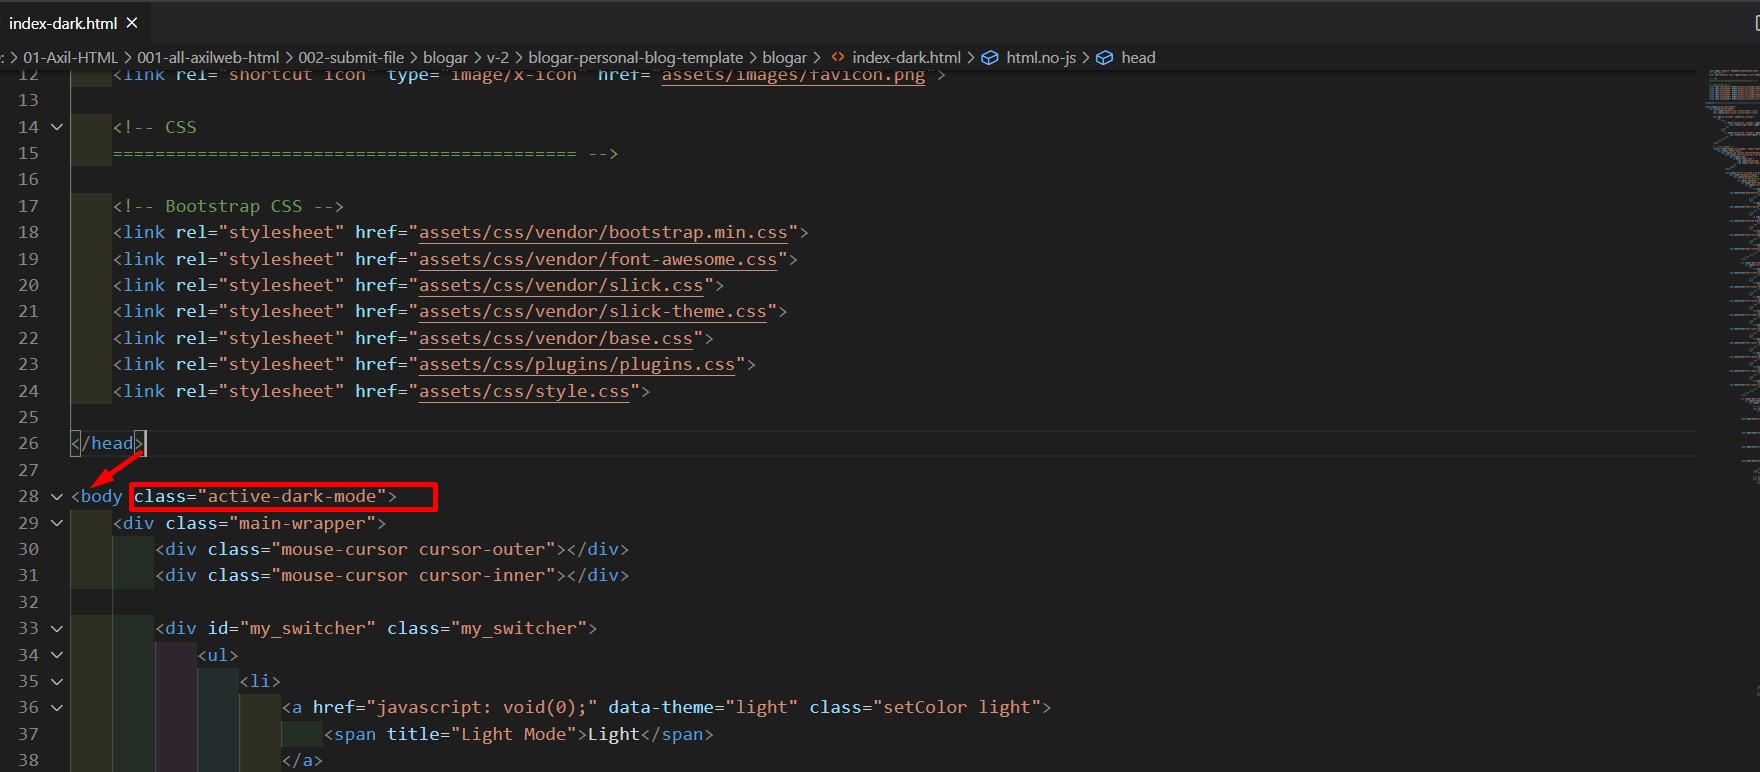 index-dark.html ×
: > 01-Axil-HTML > 001-all-axilweb-html > 002-submit-file > blogar > v-2 > blogar-personal-blog-template > blogar > <> index-dark.html > html.no-js > head
12 <link rel="shortcut icon" type="image/x-icon" href="assets/images/favicon.png">
13
14 <!-- CSS
15 ============================================ -->
16
17 <!-- Bootstrap CSS -->
18 <link rel="stylesheet" href="assets/css/vendor/bootstrap.min.css">
19 <link rel="stylesheet" href="assets/css/vendor/font-awesome.css">
20 <link rel="stylesheet" href="assets/css/vendor/slick.css">
21 <link rel="stylesheet" href="assets/css/vendor/slick-theme.css">
22 <link rel="stylesheet" href="assets/css/vendor/base.css">
23 <link rel="stylesheet" href="assets/css/plugins/plugins.css">
24 <link rel="stylesheet" href="assets/css/style.css">
25
26 </head>
27
28 <body class="active-dark-mode">
29 <div class="main-wrapper">
30 <div class="mouse-cursor cursor-outer"></div>
31 <div class="mouse-cursor cursor-inner"></div>
32
33 <div id="my_switcher" class="my_switcher">
34 <ul>
35 <li>
36 <a href="javascript: void(0);" data-theme="light" class="setColor light">
37 <span title="Light Mode">Light</span>
38 </a>